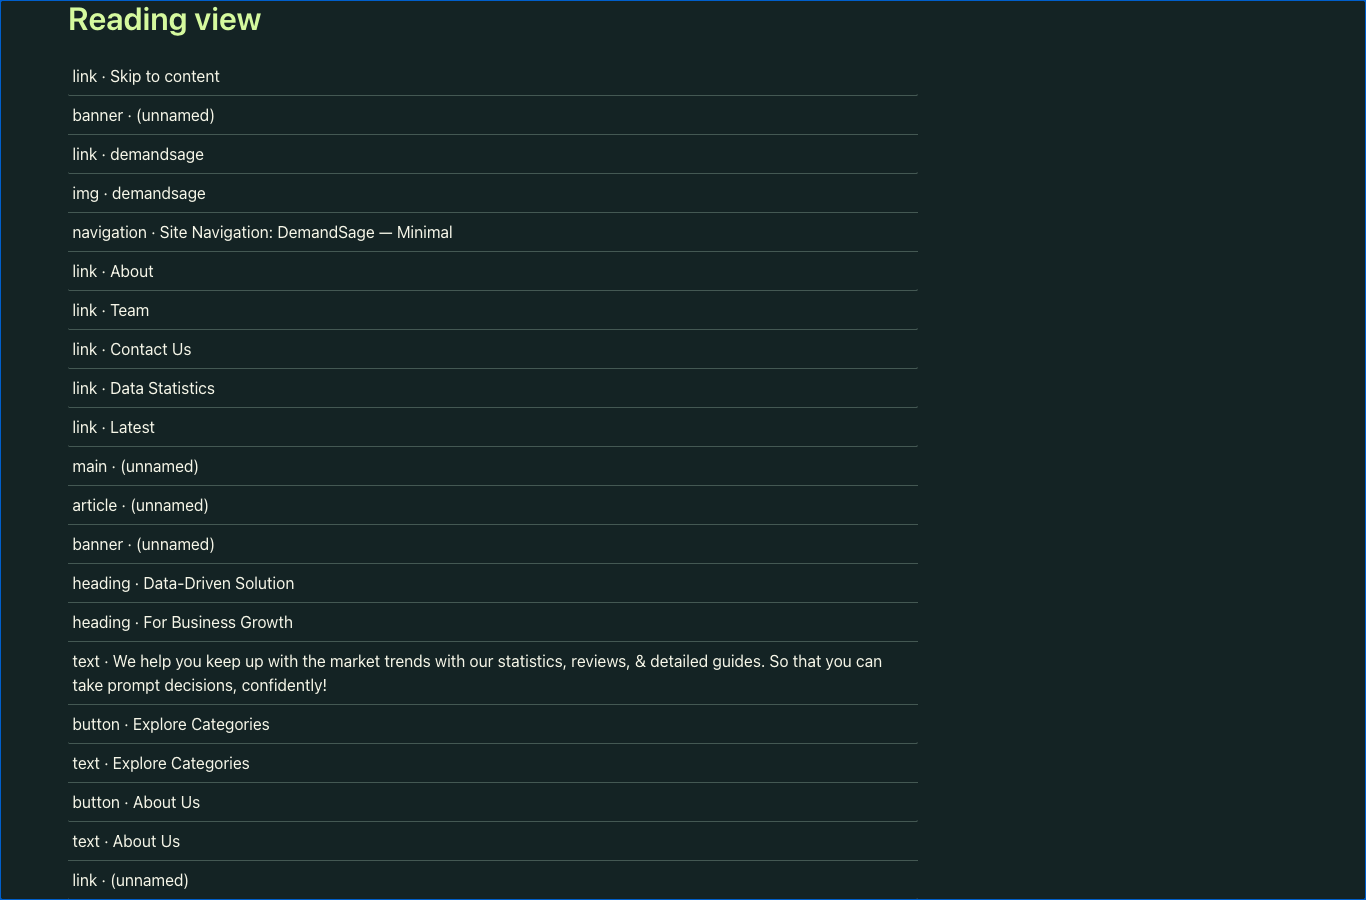 Reading view
link · Skip to content
banner · (unnamed)
link · demandsage
img · demandsage
navigation · Site Navigation: DemandSage — Minimal
link · About
link · Team
link · Contact Us
link · Data Statistics
link · Latest
main · (unnamed)
article · (unnamed)
banner · (unnamed)
heading · Data-Driven Solution
heading · For Business Growth
text · We help you keep up with the market trends with our statistics, reviews, & detailed guides. So that you can
take prompt decisions, confidently!
button · Explore Categories
text · Explore Categories
button · About Us
text · About Us
link · (unnamed)